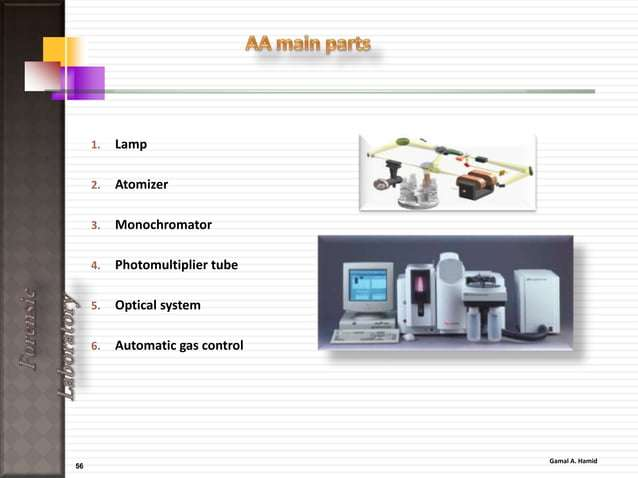 AA main parts
1. Lamp
2. Atomizer
3. Monochromator
4. Photomultiplier tube
5. Optical system
6. Automatic gas control
Forensic
Laboratory
56
Gamal A. Hamid